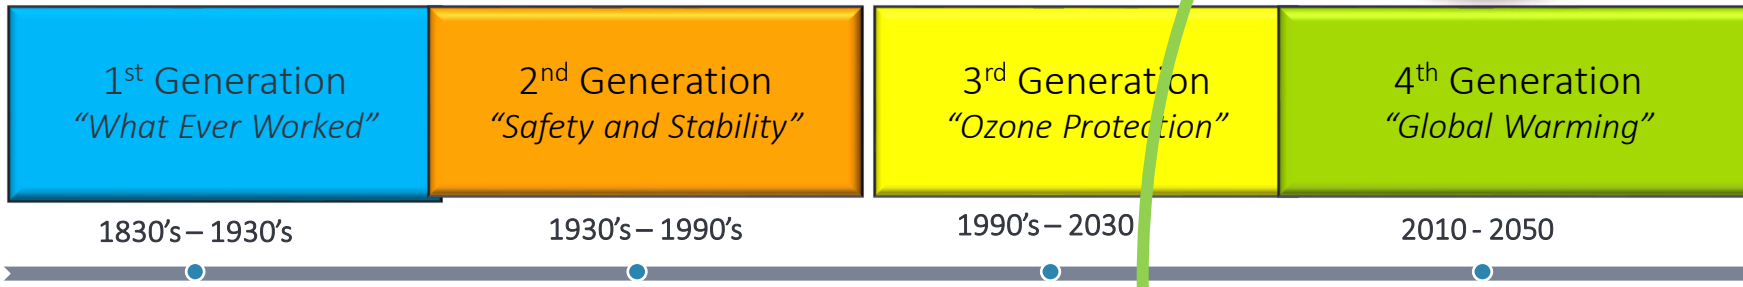 1st Generation
“What Ever Worked”
2nd Generation
“Safety and Stability”
3rd Generation
“Ozone Protection”
4th Generation
“Global Warming”
1830’s – 1930’s
1930’s – 1990’s
1990’s – 2030
2010 - 2050